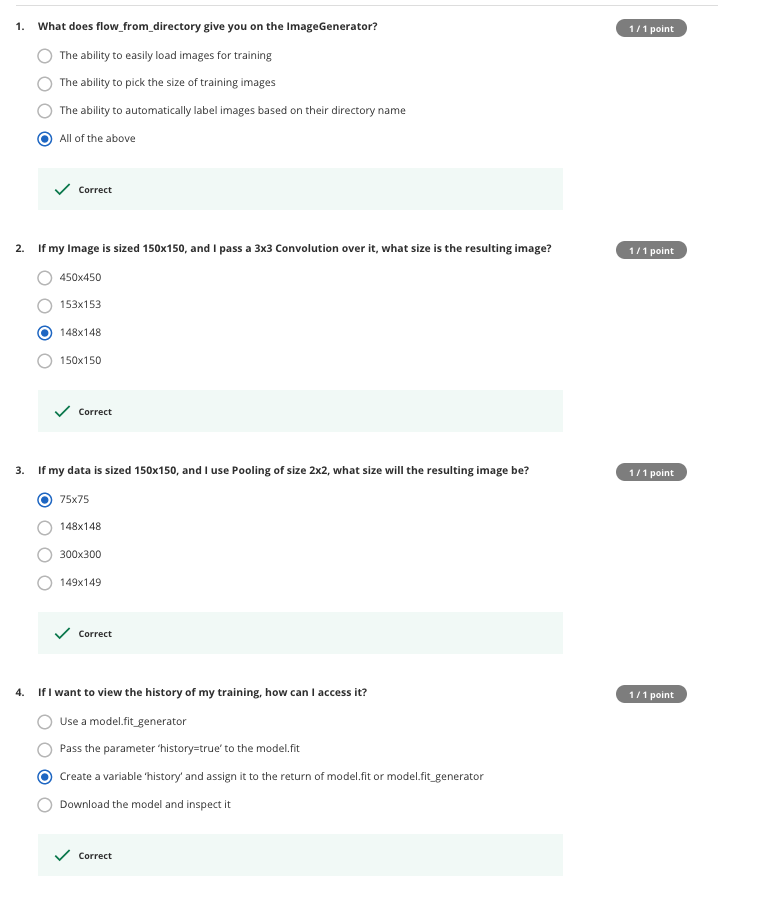 1. What does flow_from_directory give you on the ImageGenerator? 1 / 1 point
The ability to easily load images for training
The ability to pick the size of training images
The ability to automatically label images based on their directory name
All of the above
Correct
2. If my Image is sized 150x150, and I pass a 3x3 Convolution over it, what size is the resulting image? 1 / 1 point
450x450
153x153
148x148
150x150
Correct
3. If my data is sized 150x150, and I use Pooling of size 2x2, what size will the resulting image be? 1 / 1 point
75x75
148x148
300x300
149x149
Correct
4. If I want to view the history of my training, how can I access it? 1 / 1 point
Use a model.fit_generator
Pass the parameter ‘history=true’ to the model.fit
Create a variable ‘history’ and assign it to the return of model.fit or model.fit_generator
Download the model and inspect it
Correct